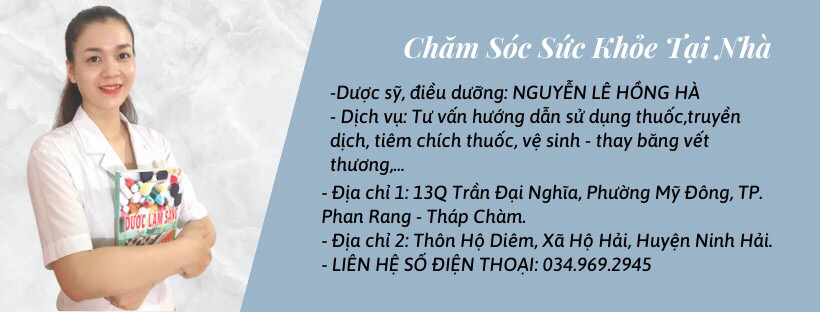 Chăm Sóc Sức Khỏe Tại Nhà
-Dược sỹ, điều dưỡng: NGUYỄN LÊ HỒNG HÀ
- Dịch vụ: Tư vấn hướng dẫn sử dụng thuốc,truyền
dịch, tiêm chích thuốc, vệ sinh - thay băng vết
thương,...
- Địa chỉ 1: 13Q Trần Đại Nghĩa, Phường Mỹ Đông, TP.
Phan Rang - Tháp Chàm.
- Địa chỉ 2: Thôn Hộ Diêm, Xã Hộ Hải, Huyện Ninh Hải.
- LIÊN HỆ SỐ ĐIỆN THOẠI: 034.969.2945
DƯỢC LÂM SÀNG